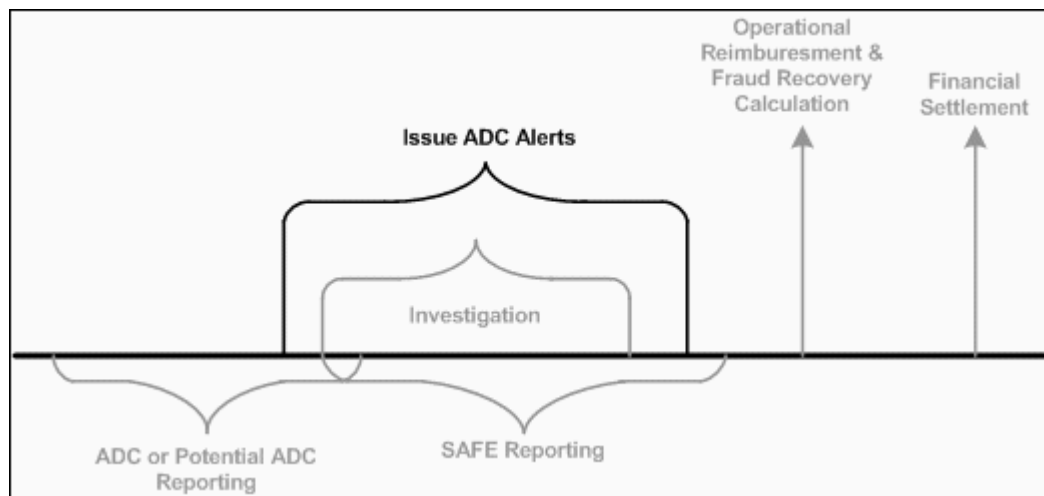 Operational
Reimburesment &
Fraud Recovery
Calculation
Financial
Settlement
Issue ADC Alerts
Investigation
ADC or Potential ADC
Reporting
SAFE Reporting